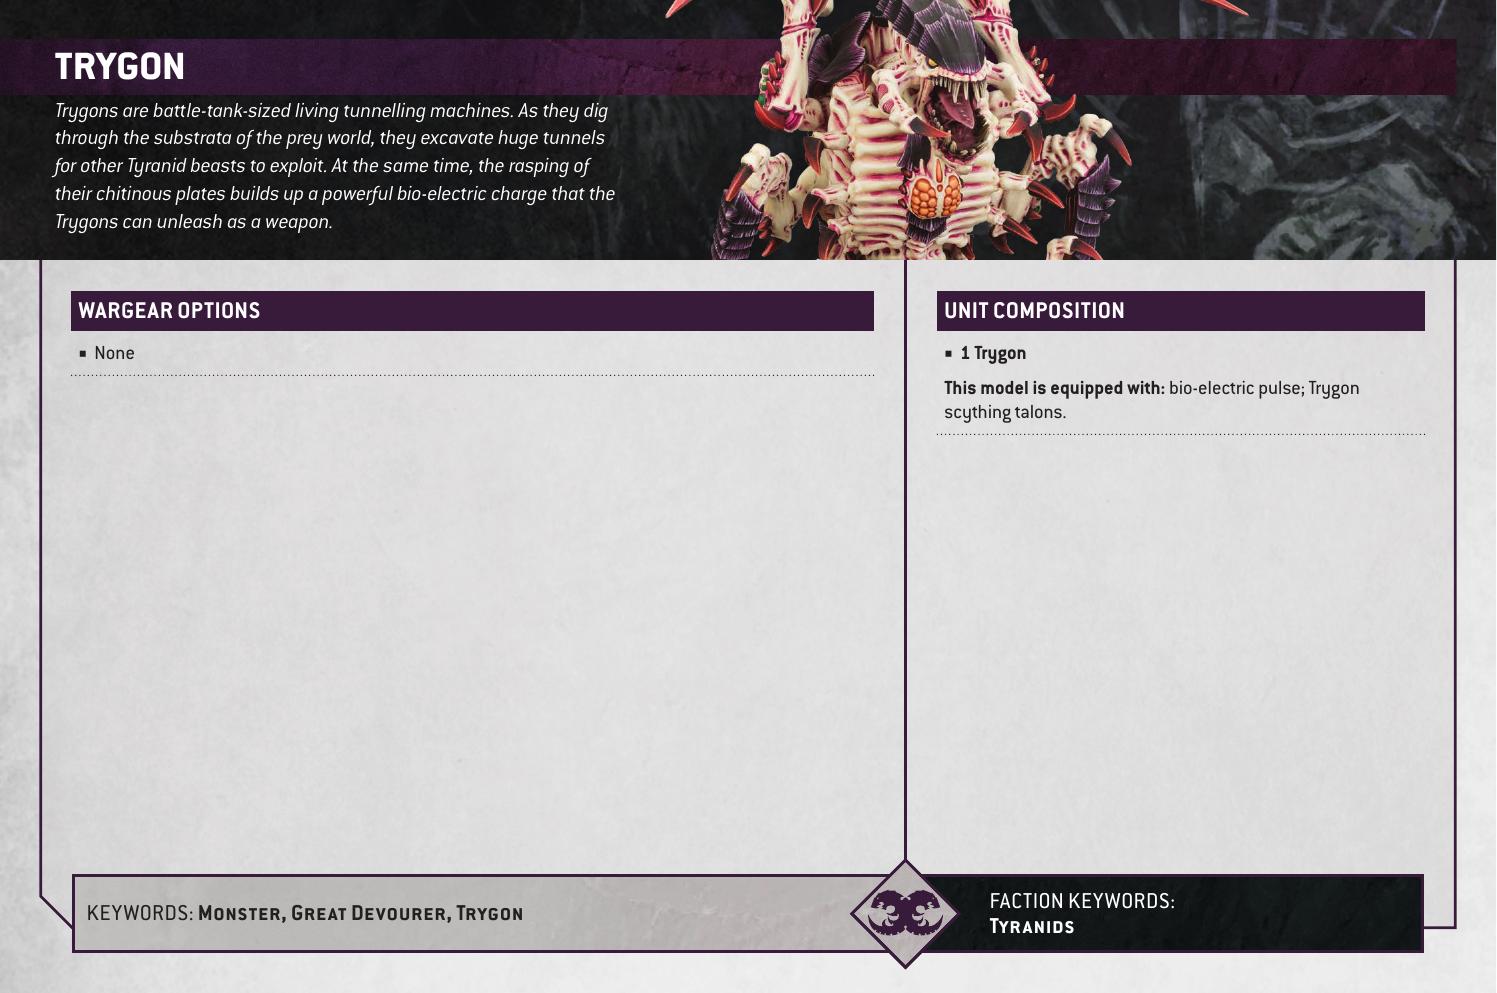 TRYGON
Trygons are battle-tank-sized living tunnelling machines. As they dig
through the substrata of the prey world, they excavate huge tunnels
for other Tyranid beasts to exploit. At the same time, the rasping of
their chitinous plates builds up a powerful bio-electric charge that the
Trygons can unleash as a weapon.
WARGEAR OPTIONS
▪ None
UNIT COMPOSITION
▪ 1 Trygon
This model is equipped with: bio-electric pulse; Trygon
scything talons.
KEYWORDS: Monster, Great Devourer, Trygon
FACTION KEYWORDS:
Tyranids